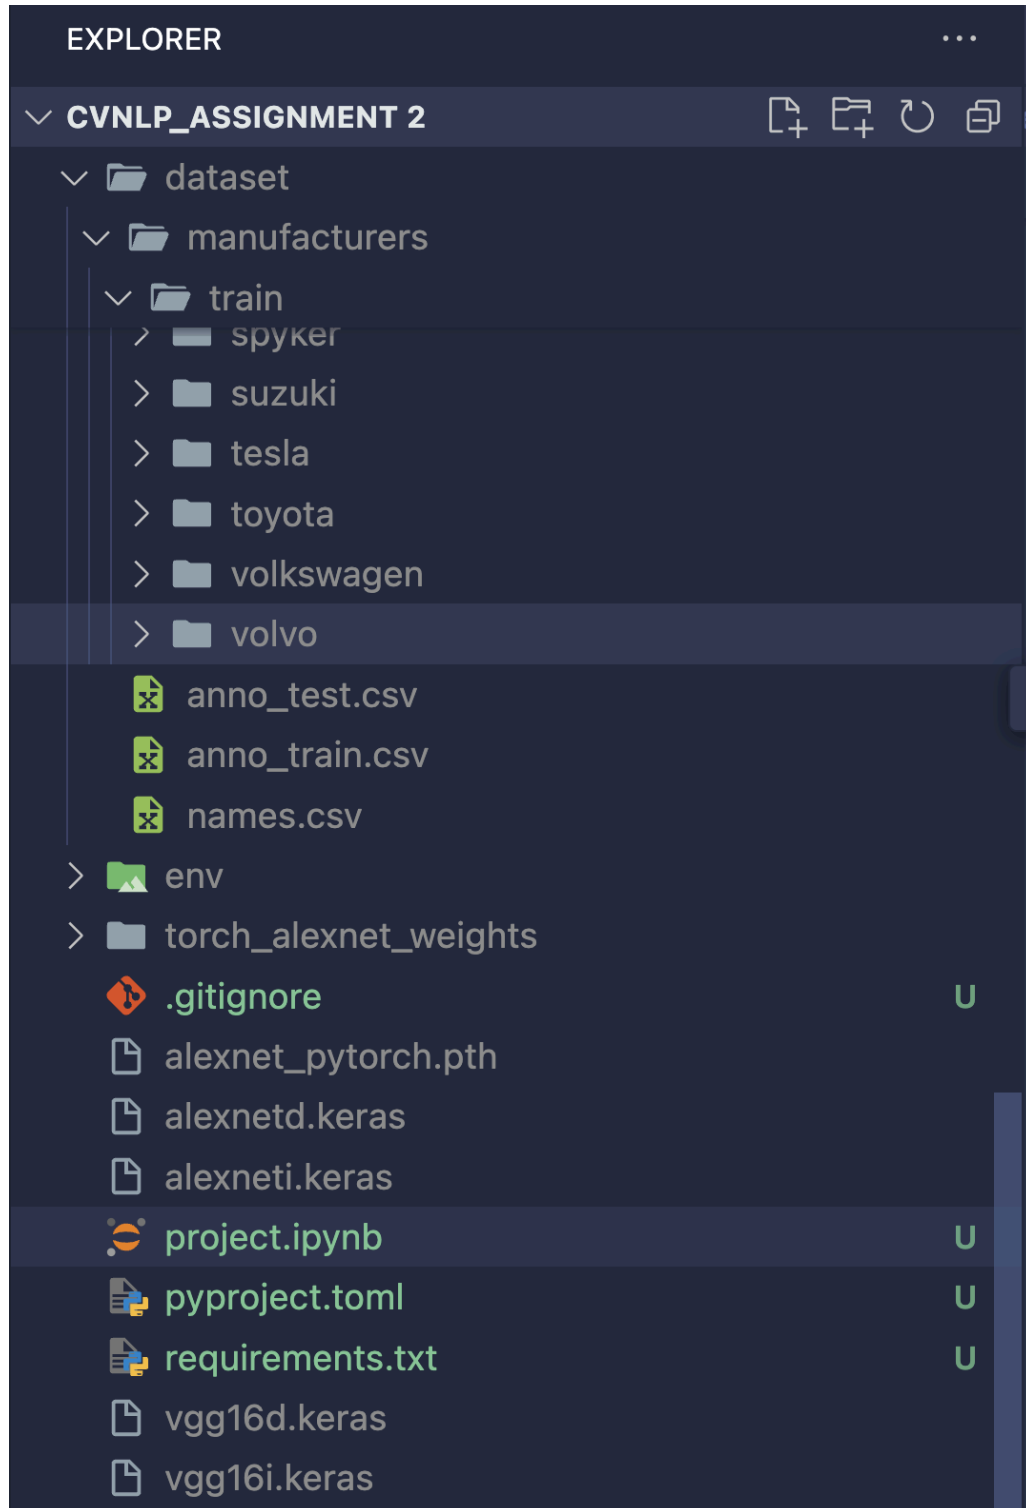 EXPLORER
CVNLP_ASSIGNMENT 2
dataset
manufacturers
train
spyker
suzuki
tesla
toyota
volkswagen
volvo
anno_test.csv
anno_train.csv
names.csv
env
torch_alexnet_weights
.gitignore U
alexnet_pytorch.pth
alexnetd.keras
alexneti.keras
project.ipynb U
pyproject.toml U
requirements.txt U
vgg16d.keras
vgg16i.keras